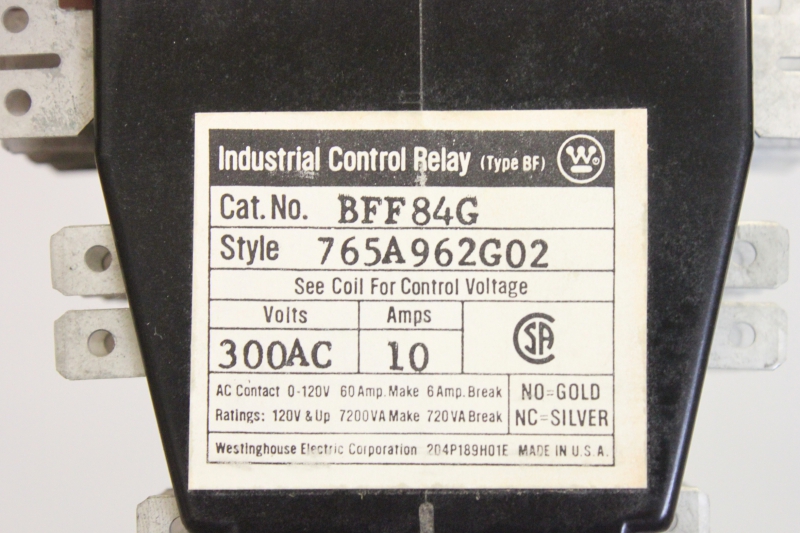 Industrial Control Relay (Type BF) W®
Cat. No. BFF84G
Style 765A962G02
See Coil For Control Voltage
Volts Amps
300AC 10 CSA
AC Contact 0-120V 60 Amp. Make 6 Amp. Break NO=GOLD
Ratings: 120V & Up 7200VA Make 720VA Break NC=SILVER
Westinghouse Electric Corporation 204P189H01E MADE IN U.S.A.